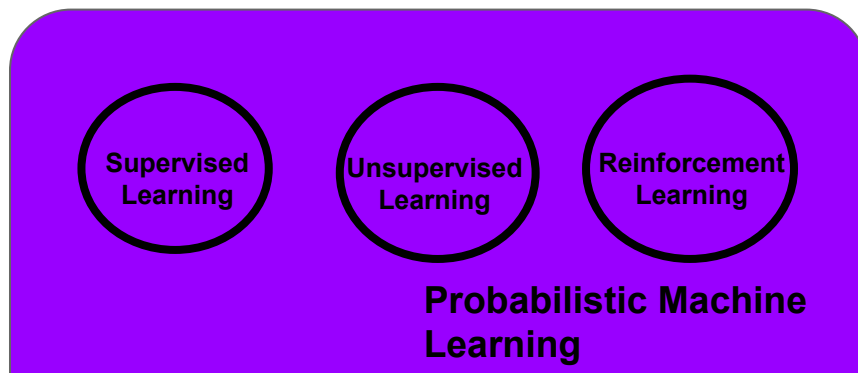 Supervised
Learning
Unsupervised
Learning
Reinforcement
Learning
Probabilistic Machine
Learning